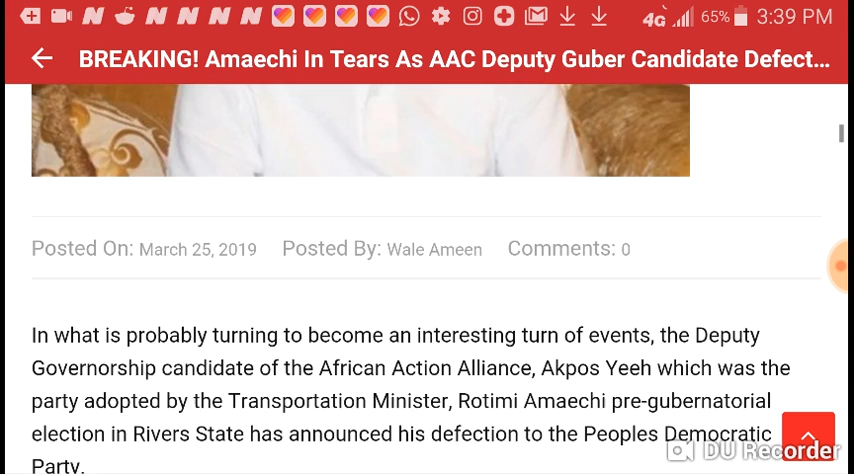 4G 65% 3:39 PM
BREAKING! Amaechi In Tears As AAC Deputy Guber Candidate Defect...
Posted On: March 25, 2019 Posted By: Wale Ameen Comments: 0
In what is probably turning to become an interesting turn of events, the Deputy
Governorship candidate of the African Action Alliance, Akpos Yeeh which was the
party adopted by the Transportation Minister, Rotimi Amaechi pre-gubernatorial
election in Rivers State has announced his defection to the Peoples Democratic
Party.
DU Recorder